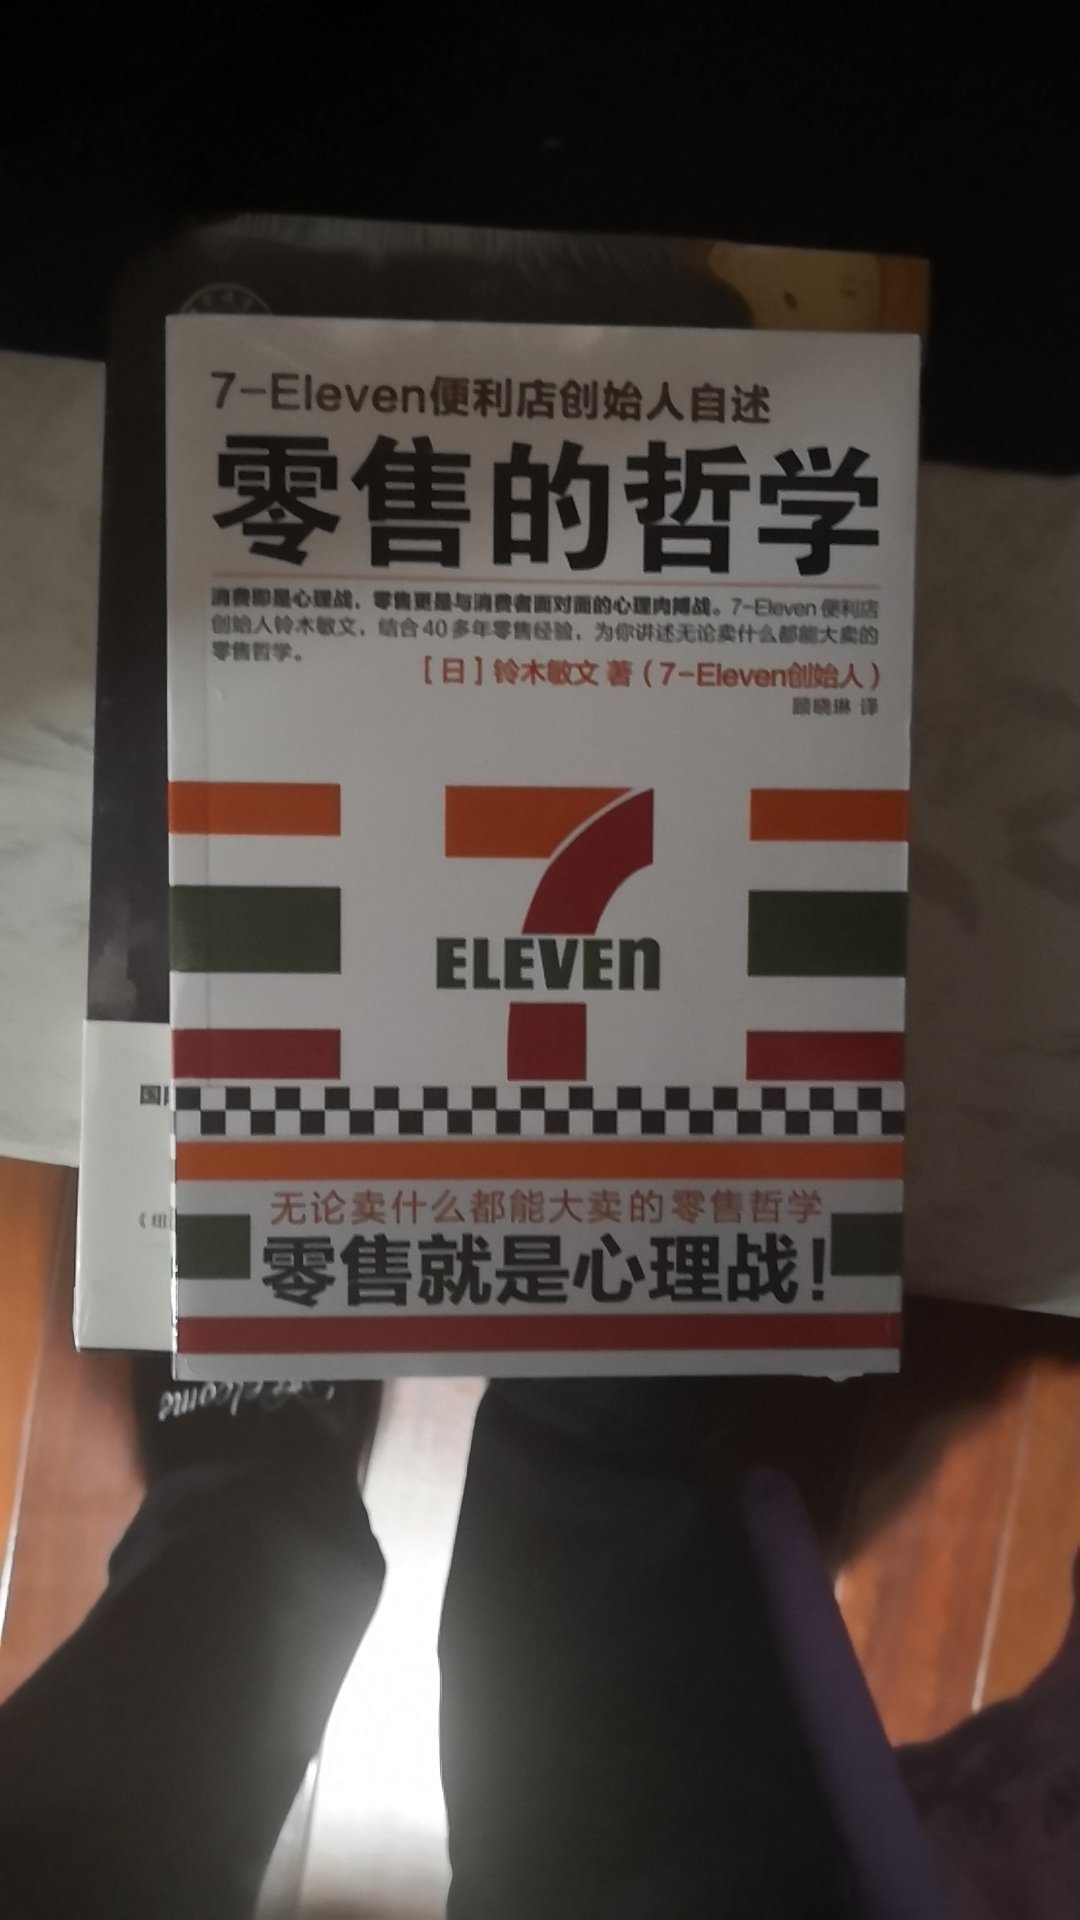 7-Eleven便利店创始人自述
零售的哲学
消费即是心理战，零售更是与消费者面对面的心理肉搏战。7-Eleven 便利店
创始人铃木敏文，结合 40 多年零售经验，为你讲述无论卖什么都能大卖的
零售哲学。
［日］铃木敏文 著（7-Eleven创始人）
顾晓琳 译
7
ELEVEn
国
无论卖什么都能大卖的零售哲学
零售就是心理战！
Welcome